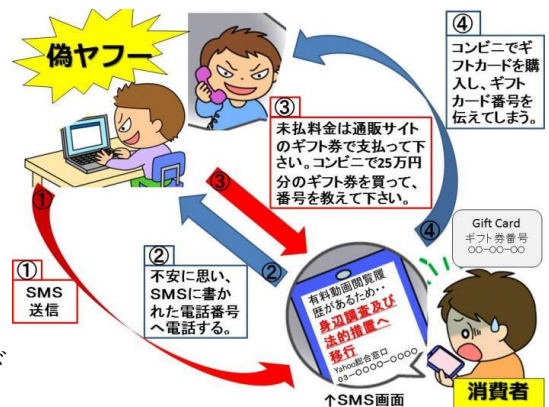 偽ヤフー
①
SMS
送信
①
②
不安に思い、
SMSに書か
れた電話番号
へ電話する。
②
③
未払料金は通販サイト
のギフト券で支払って下
さい。コンビニで25万円
分のギフト券を買って、
番号を教えて下さい。
③
④
コンビニでギ
フトカードを購
入し、ギフト
カード番号を
伝えてしまう。
④
有料動画閲覧履
歴があるため・・
身辺調査及び
法的措置へ
移行
Yahoo総合窓口
03-○○○○-○○○○
↑SMS画面
Gift Card
ギフト券番号
○○-○○-○○
消費者